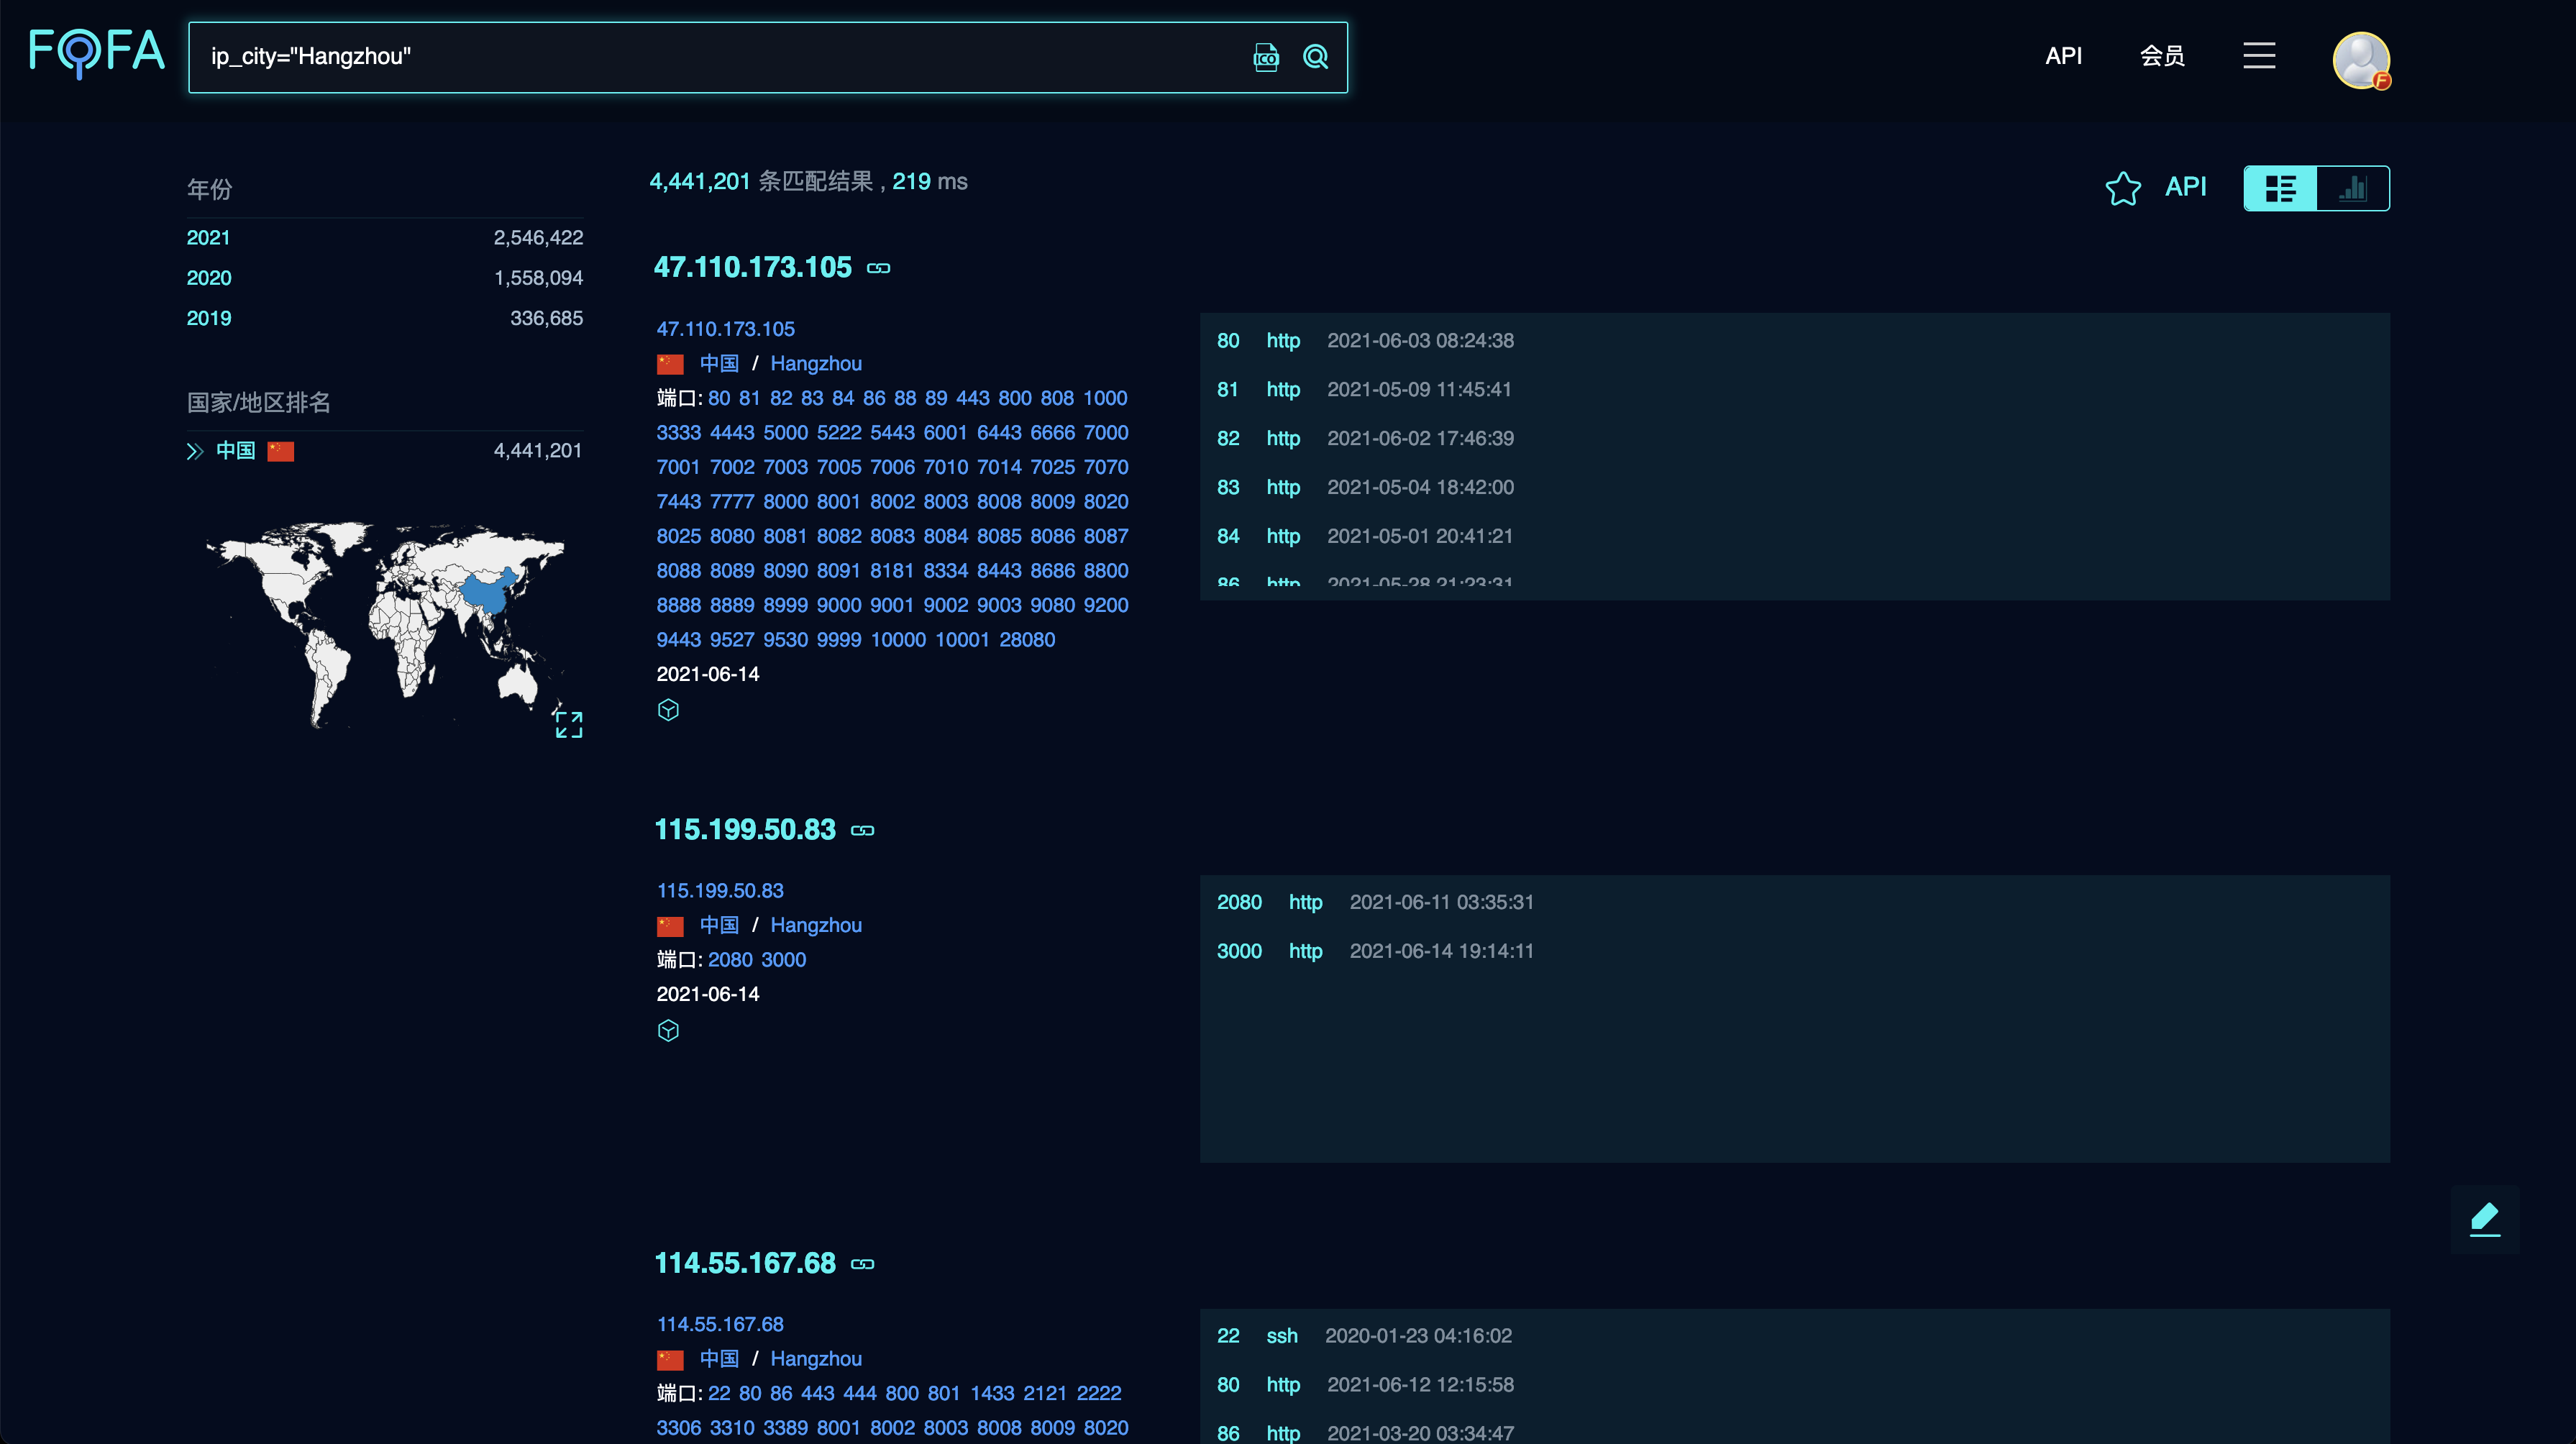 FOFA
ip_city="Hangzhou"
ICO
API
会员
F
年份
2021 2,546,422
2020 1,558,094
2019 336,685
国家/地区排名
中国 4,441,201
4,441,201 条匹配结果 , 219 ms
API
47.110.173.105
47.110.173.105
中国 / Hangzhou
端口: 80 81 82 83 84 86 88 89 443 800 808 1000
3333 4443 5000 5222 5443 6001 6443 6666 7000
7001 7002 7003 7005 7006 7010 7014 7025 7070
7443 7777 8000 8001 8002 8003 8008 8009 8020
8025 8080 8081 8082 8083 8084 8085 8086 8087
8088 8089 8090 8091 8181 8334 8443 8686 8800
8888 8889 8999 9000 9001 9002 9003 9080 9200
9443 9527 9530 9999 10000 10001 28080
2021-06-14
80 http 2021-06-03 08:24:38
81 http 2021-05-09 11:45:41
82 http 2021-06-02 17:46:39
83 http 2021-05-04 18:42:00
84 http 2021-05-01 20:41:21
86 http 2021-05-28 21:23:31
115.199.50.83
115.199.50.83
中国 / Hangzhou
端口: 2080 3000
2021-06-14
2080 http 2021-06-11 03:35:31
3000 http 2021-06-14 19:14:11
114.55.167.68
114.55.167.68
中国 / Hangzhou
端口: 22 80 86 443 444 800 801 1433 2121 2222
3306 3310 3389 8001 8002 8003 8008 8009 8020
22 ssh 2020-01-23 04:16:02
80 http 2021-06-12 12:15:58
86 http 2021-03-20 03:34:47